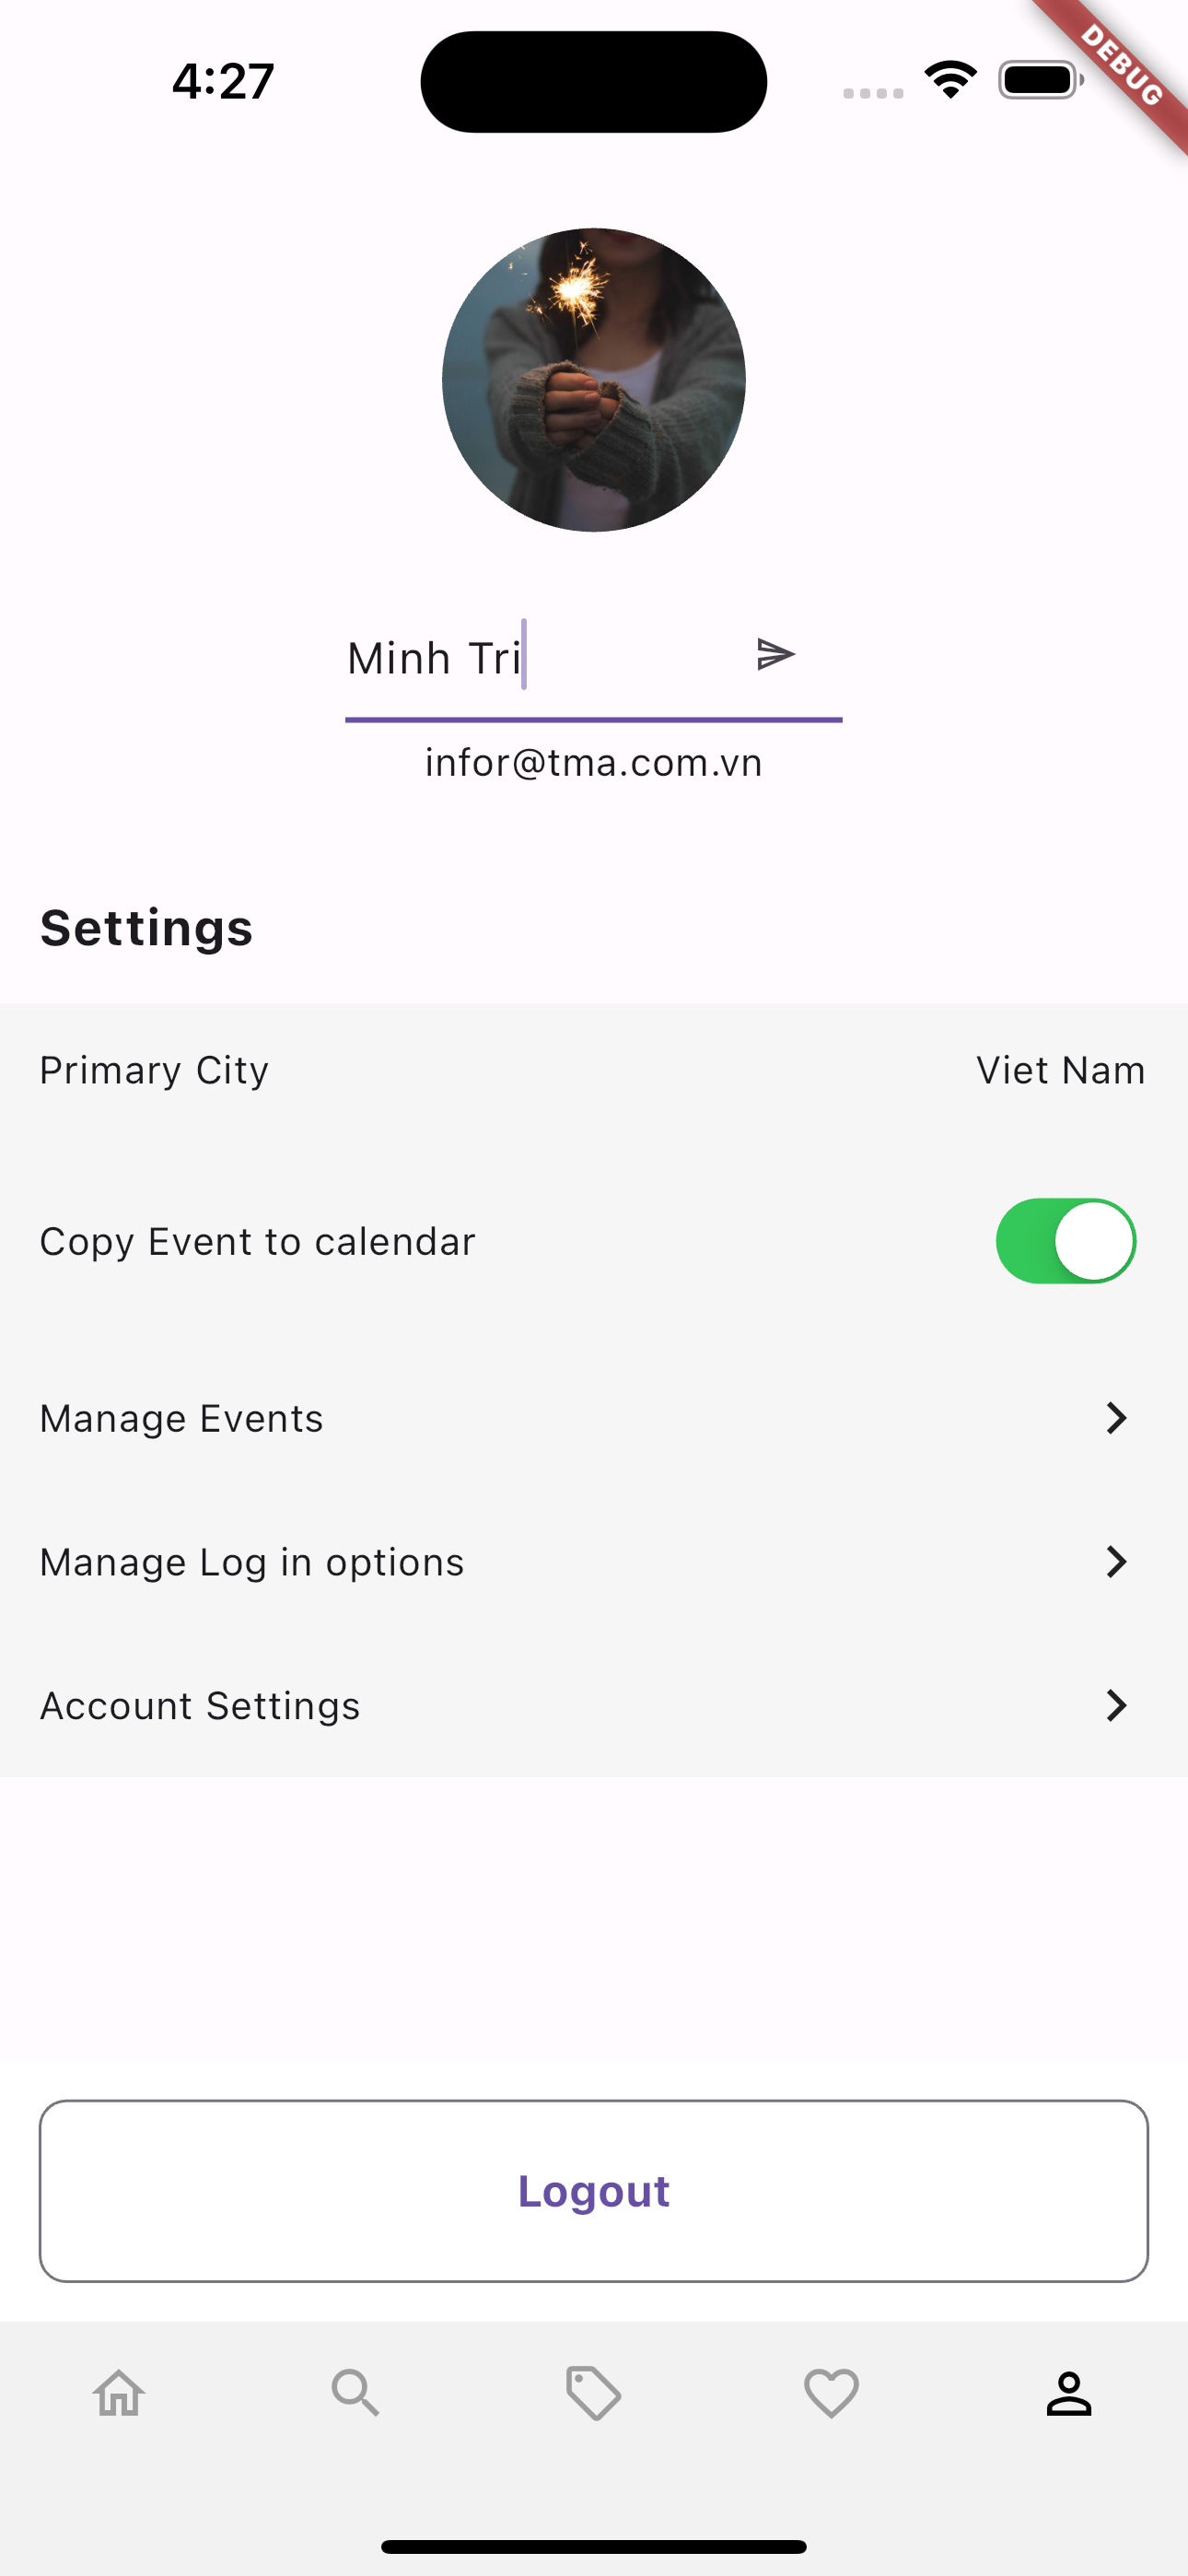 4:27
DEBUG
Minh Tri
infor@tma.com.vn
Settings
Primary City
Viet Nam
Copy Event to calendar
Manage Events
Manage Log in options
Account Settings
Logout